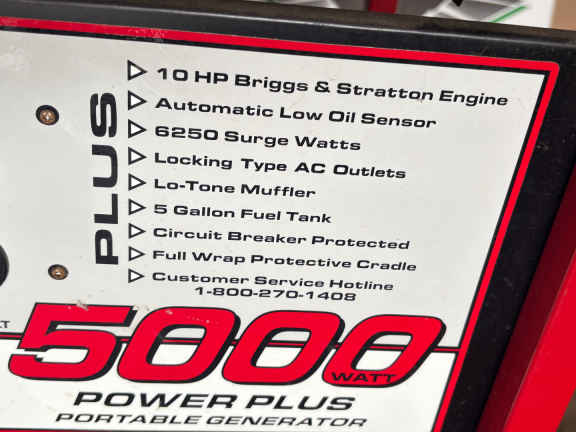 PLUS
▷ 10 HP Briggs & Stratton Engine
▷ Automatic Low Oil Sensor
▷ 6250 Surge Watts
▷ Locking Type AC Outlets
▷ Lo-Tone Muffler
▷ 5 Gallon Fuel Tank
▷ Circuit Breaker Protected
▷ Full Wrap Protective Cradle
▷ Customer Service Hotline
1-800-270-1408
5000
WATT
POWER PLUS
PORTABLE GENERATOR